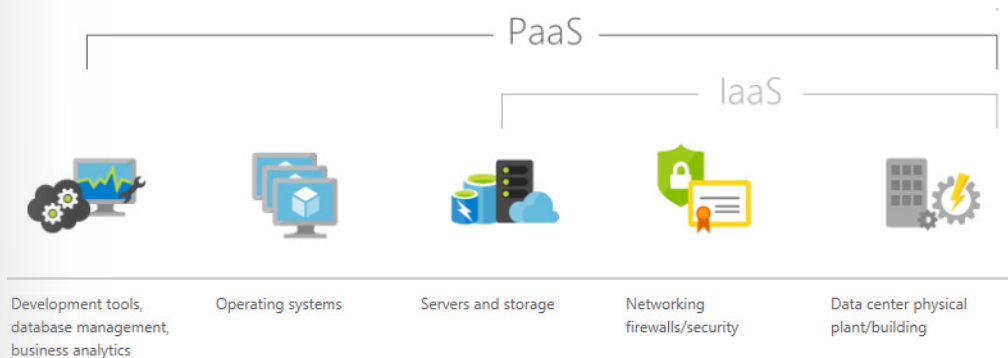 PaaS
IaaS
Development tools,
database management,
business analytics
Operating systems
Servers and storage
Networking
firewalls/security
Data center physical
plant/building